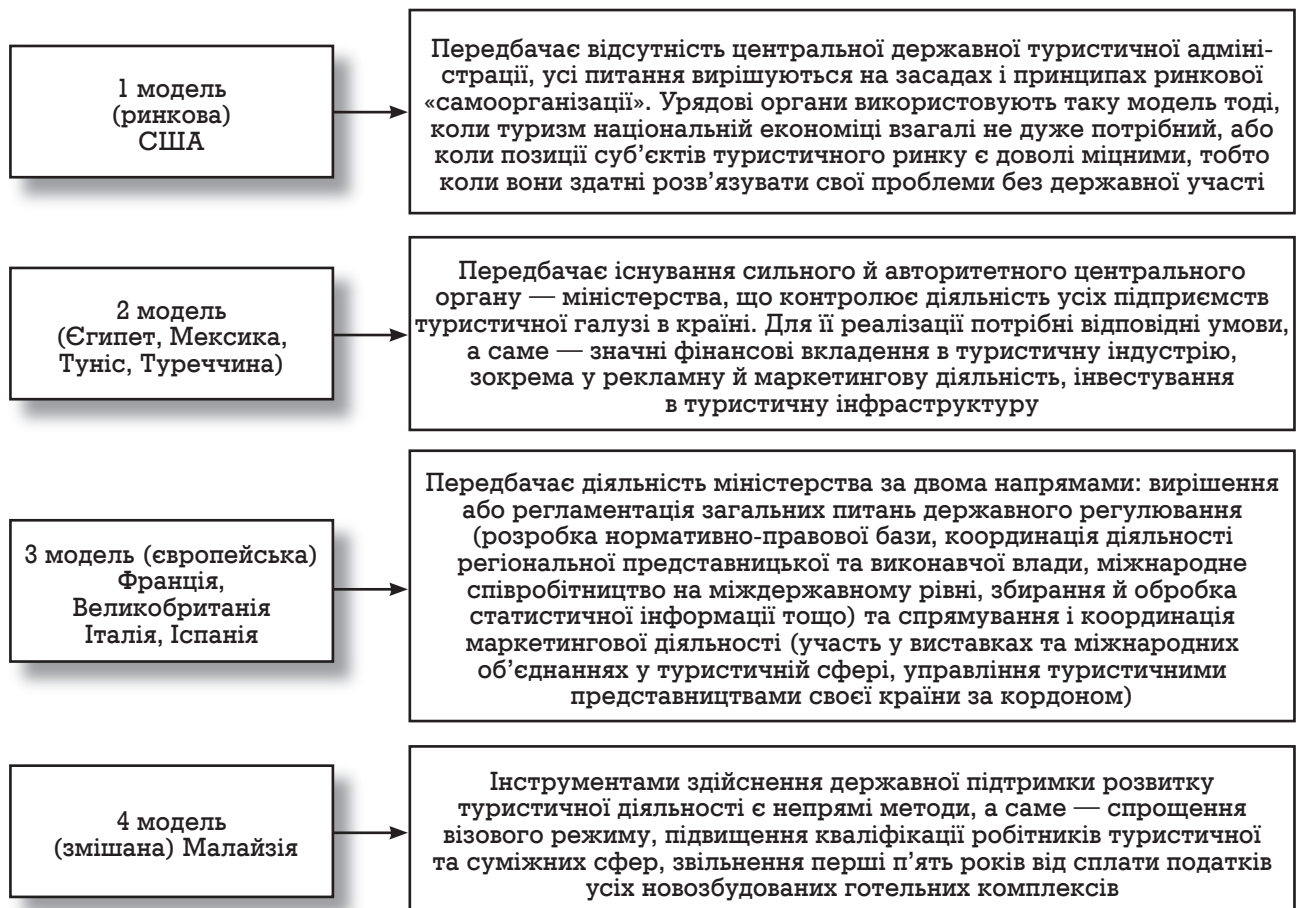 1 модель
(ринкова)
США
Передбачає відсутність центральної державної туристичної адміні-
страції, усі питання вирішуються на засадах і принципах ринкової
«самоорганізації». Урядові органи використовують таку модель тоді,
коли туризм національній економіці взагалі не дуже потрібний, або
коли позиції суб’єктів туристичного ринку є доволі міцними, тобто
коли вони здатні розв’язувати свої проблеми без державної участі
2 модель
(Єгипет, Мексика,
Туніс, Туреччина)
Передбачає існування сильного й авторитетного центрального
органу — міністерства, що контролює діяльність усіх підприємств
туристичної галузі в країні. Для її реалізації потрібні відповідні умови,
а саме — значні фінансові вкладення в туристичну індустрію,
зокрема у рекламну й маркетингову діяльність, інвестування
в туристичну інфраструктуру
3 модель (європейська)
Франція,
Великобританія
Італія, Іспанія
Передбачає діяльність міністерства за двома напрямами: вирішення
або регламентація загальних питань державного регулювання
(розробка нормативно-правової бази, координація діяльності
регіональної представницької та виконавчої влади, міжнародне
співробітництво на міждержавному рівні, збирання й обробка
статистичної інформації тощо) та спрямування і координація
маркетингової діяльності (участь у виставках та міжнародних
об’єднаннях у туристичній сфері, управління туристичними
представництвами своєї країни за кордоном)
4 модель
(змішана) Малайзія
Інструментами здійснення державної підтримки розвитку
туристичної діяльності є непрямі методи, а саме — спрощення
візового режиму, підвищення кваліфікації робітників туристичної
та суміжних сфер, звільнення перші п’ять років від сплати податків
усіх новозбудованих готельних комплексів